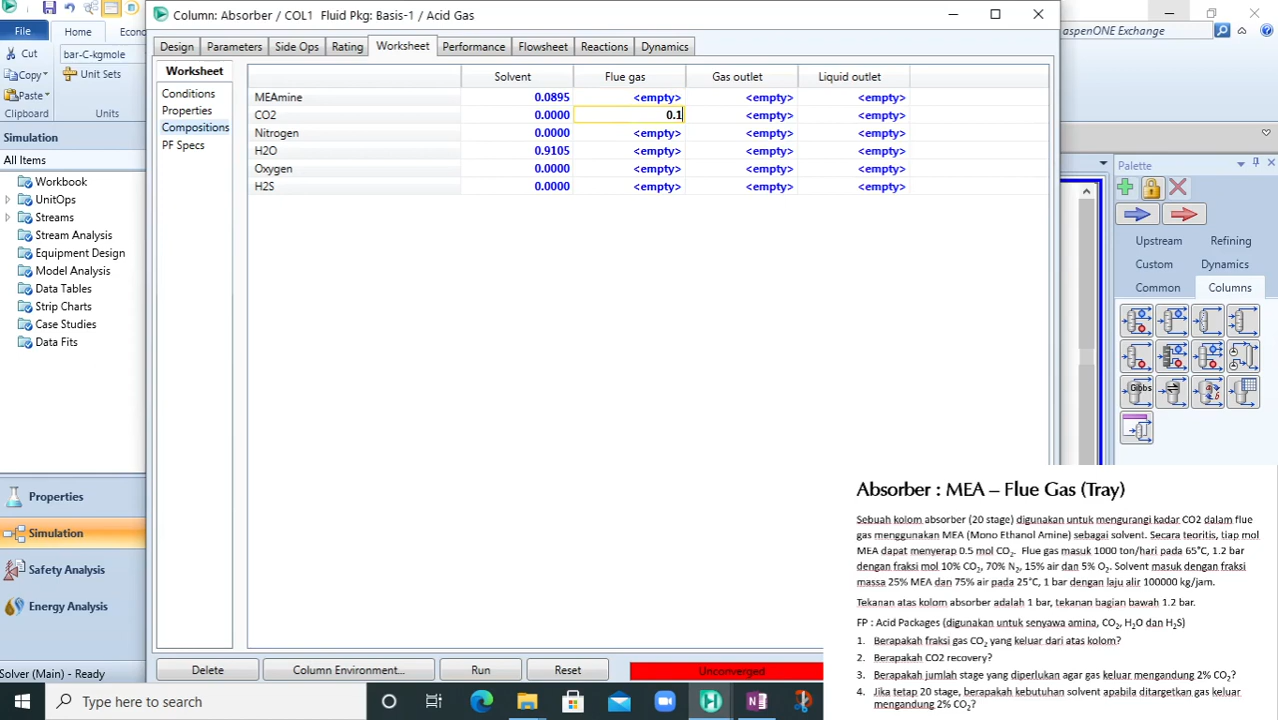 Column: Absorber / COL1 Fluid Pkg: Basis-1 / Acid Gas
File
Home
Econo
aspenONE Exchange
Cut
bar-C-kgmole
Copy
Unit Sets
Paste
Clipboard
Units
Simulation
All Items
Workbook
UnitOps
Streams
Stream Analysis
Equipment Design
Model Analysis
Data Tables
Strip Charts
Case Studies
Data Fits
Properties
Simulation
Safety Analysis
Energy Analysis
Solver (Main) - Ready
Design Parameters Side Ops Rating Worksheet Performance Flowsheet Reactions Dynamics
Worksheet
Conditions
Properties
Compositions
PF Specs
Solvent Flue gas Gas outlet Liquid outlet
MEAmine 0.0895 <empty> <empty> <empty>
CO2 0.0000 0.1 <empty> <empty>
Nitrogen 0.0000 <empty> <empty> <empty>
H2O 0.9105 <empty> <empty> <empty>
Oxygen 0.0000 <empty> <empty> <empty>
H2S 0.0000 <empty> <empty> <empty>
Delete Column Environment... Run Reset Unconverged
Palette
Upstream Refining
Custom Dynamics
Common Columns
Gibbs
Absorber : MEA – Flue Gas (Tray)
Sebuah kolom absorber (20 stage) digunakan untuk mengurangi kadar CO2 dalam flue
gas menggunakan MEA (Mono Ethanol Amine) sebagai solvent. Secara teoritis, tiap mol
MEA dapat menyerap 0.5 mol CO₂. Flue gas masuk 1000 ton/hari pada 65°C, 1.2 bar
dengan fraksi mol 10% CO₂, 70% N₂, 15% air dan 5% O₂. Solvent masuk dengan fraksi
massa 25% MEA dan 75% air pada 25°C, 1 bar dengan laju alir 100000 kg/jam.
Tekanan atas kolom absorber adalah 1 bar, tekanan bagian bawah 1.2 bar.
FP : Acid Packages (digunakan untuk senyawa amina, CO₂, H₂O dan H₂S)
1. Berapakah fraksi gas CO₂ yang keluar dari atas kolom?
2. Berapakah CO2 recovery?
3. Berapakah jumlah stage yang diperlukan agar gas keluar mengandung 2% CO₂?
4. Jika tetap 20 stage, berapakah kebutuhan solvent apabila ditargetkan gas keluar
mengandung 2% CO₂?
Type here to search